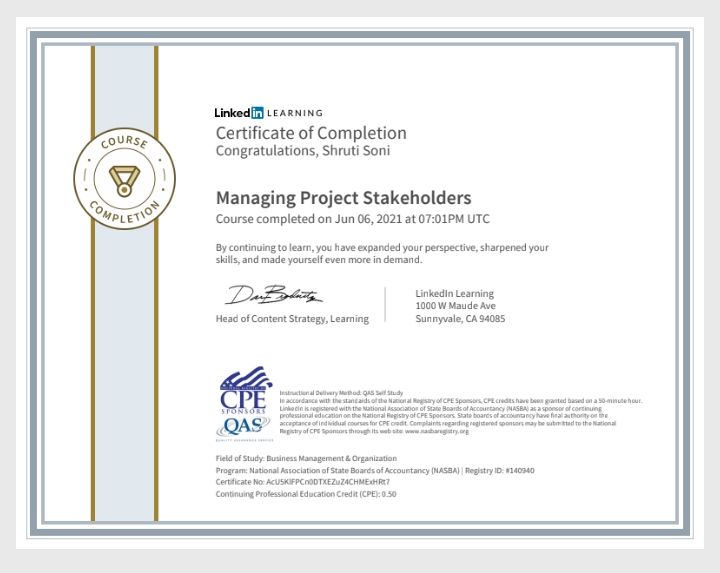 COURSE
COMPLETION
Linked in LEARNING
Certificate of Completion
Congratulations, Shruti Soni
Managing Project Stakeholders
Course completed on Jun 06, 2021 at 07:01PM UTC
By continuing to learn, you have expanded your perspective, sharpened your
skills, and made yourself even more in demand.
Head of Content Strategy, Learning
LinkedIn Learning
1000 W Maude Ave
Sunnyvale, CA 94085
CPE
SPONSORS
QAS
Instructional Delivery Method: QAS Self Study
In accordance with the standards of the National Registry of CPE Sponsors, CPE credits have been granted based on a 50-minute hour.
LinkedIn is registered with the National Association of State Boards of Accountancy (NASBA) as a sponsor of continuing
professional education on the National Registry of CPE Sponsors. State boards of accountancy have final authority on the
acceptance of individual courses for CPE credit. Complaints regarding registered sponsors may be submitted to the National
Registry of CPE Sponsors through its web site: www.nasbaregistry.org
Field of Study: Business Management & Organization
Program: National Association of State Boards of Accountancy (NASBA) | Registry ID: #140940
Certificate No: AcU5KlFPCn0DTXEZuZ4CHMExHRt7
Continuing Professional Education Credit (CPE): 0.50